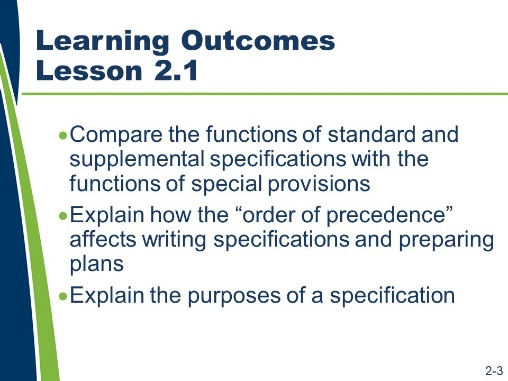 Learning Outcomes
Lesson 2.1
•Compare the functions of standard and
supplemental specifications with the
functions of special provisions
•Explain how the “order of precedence”
affects writing specifications and preparing
plans
•Explain the purposes of a specification
2-3